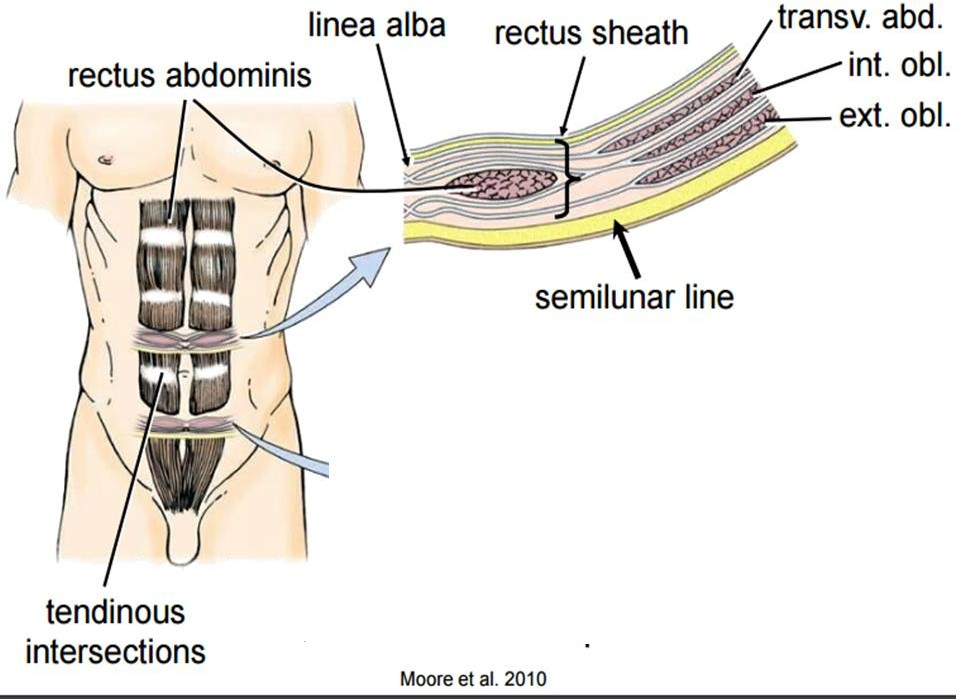 linea alba
rectus sheath
transv. abd.
int. obl.
ext. obl.
rectus abdominis
semilunar line
tendinous
intersections
Moore et al. 2010